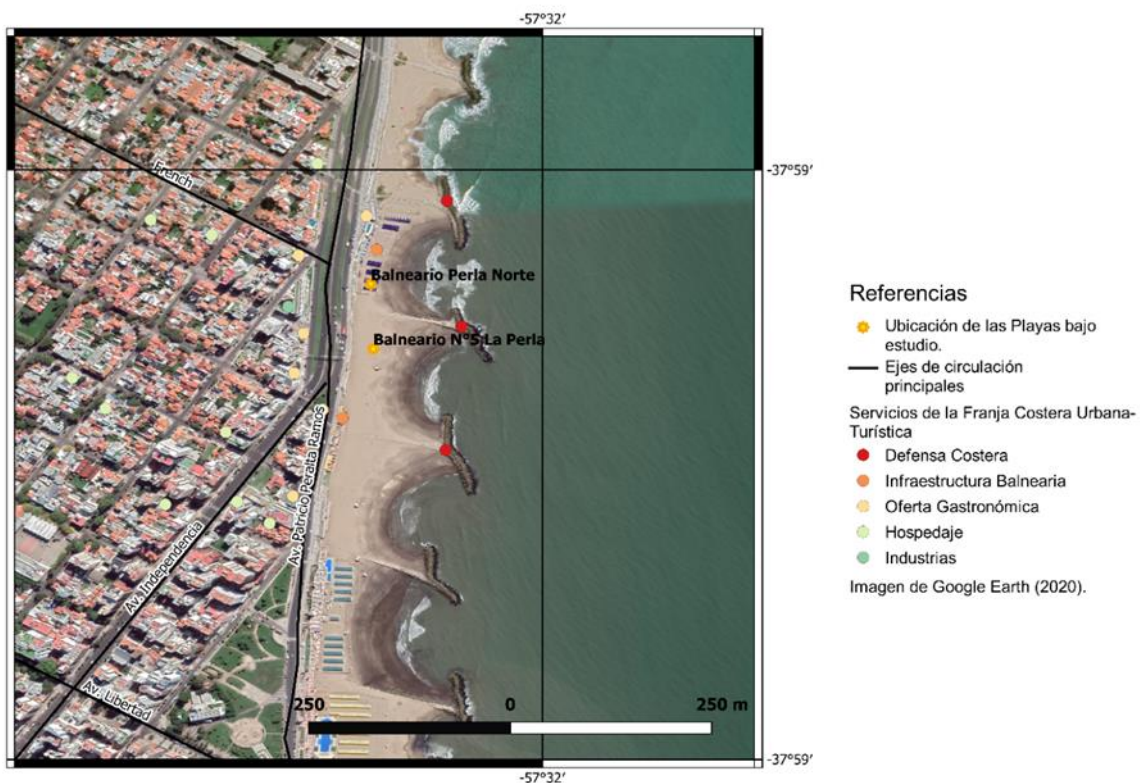 -57°32′
-37°59′
French
Balneario Perla Norte
Balneario N°5 La Perla
Av. Patricio Peralta Ramos
Av. Independencia
Av. Libertad
250 0 250 m
-37°59′
-57°32′
Referencias
Ubicación de las Playas bajo
estudio.
Ejes de circulación
principales
Servicios de la Franja Costera Urbana-
Turística
Defensa Costera
Infraestructura Balnearia
Oferta Gastronómica
Hospedaje
Industrias
Imagen de Google Earth (2020).